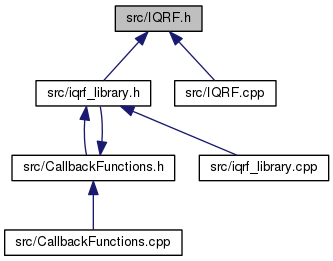 src/IQRF.h
src/iqrf_library.h
src/IQRF.cpp
src/CallbackFunctions.h
src/iqrf_library.cpp
src/CallbackFunctions.cpp